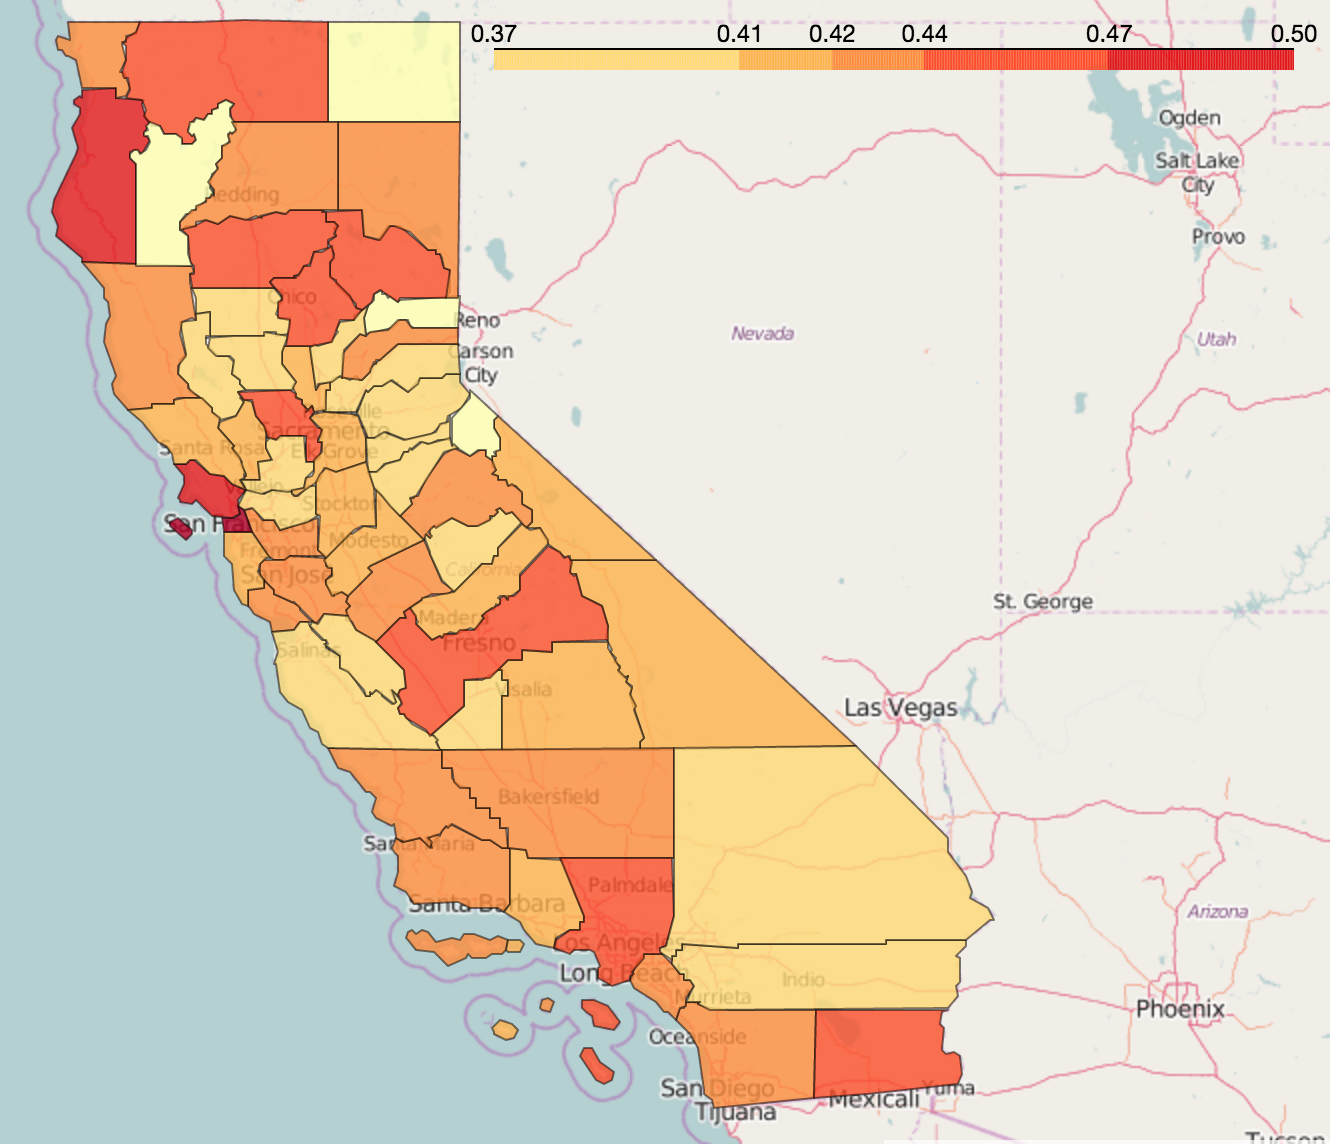 0.37 0.41 0.42 0.44 0.47 0.50
Ogden
Salt Lake
City
Redding
Provo
Chico
Reno
Nevada
Utah
Carson
City
Roseville
Sacramento
Santa Rosa
Elk Grove
Vallejo
Stockton
San Francisco
Modesto
Fremont
San Jose
California
St. George
Madera
Fresno
Salinas
Visalia
Las Vegas
Bakersfield
Santa Maria
Palmdale
Santa Barbara
Arizona
Los Angeles
Long Beach
Indio
Murrieta
Phoenix
Oceanside
San Diego
Yuma
Mexicali
Tijuana
Tucson